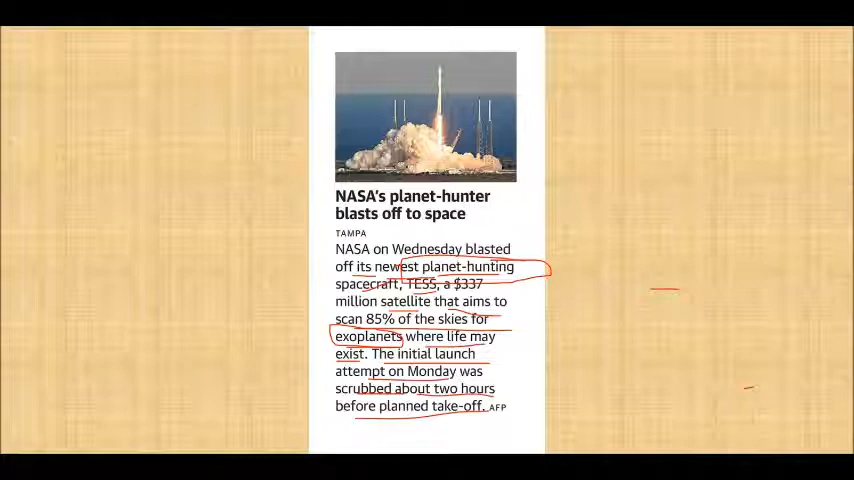 NASA's planet-hunter
blasts off to space
TAMPA
NASA on Wednesday blasted
off its newest planet-hunting
spacecraft, TESS, a $337
million satellite that aims to
scan 85% of the skies for
exoplanets where life may
exist. The initial launch
attempt on Monday was
scrubbed about two hours
before planned take-off. AFP